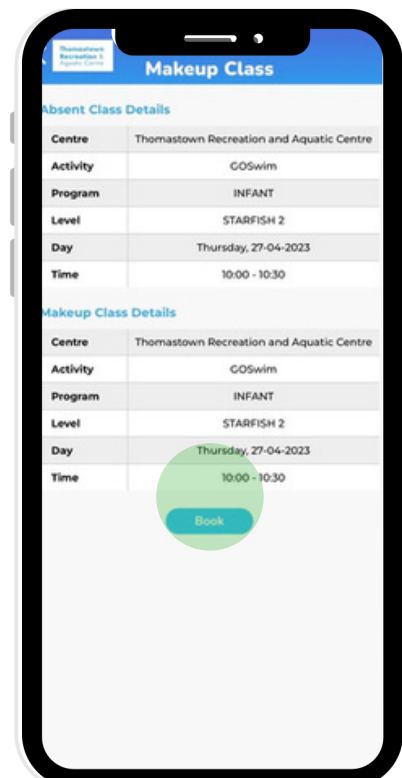 Thomastown
Recreation &
Aquatic Centre
Makeup Class
Absent Class Details
Centre Thomastown Recreation and Aquatic Centre
Activity GOSwim
Program INFANT
Level STARFISH 2
Day Thursday, 27-04-2023
Time 10:00 - 10:30
Makeup Class Details
Centre Thomastown Recreation and Aquatic Centre
Activity GOSwim
Program INFANT
Level STARFISH 2
Day Thursday, 27-04-2023
Time 10:00 - 10:30
Book